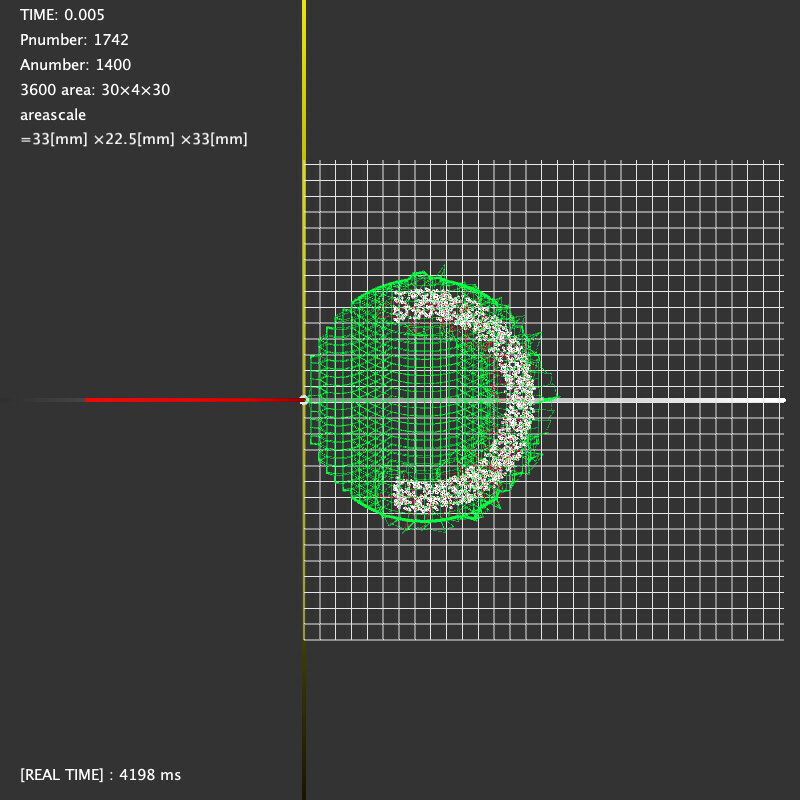 TIME: 0.005
Pnumber: 1742
Anumber: 1400
3600 area: 30×4×30
areascale
=33[mm] ×22.5[mm] ×33[mm]
[REAL TIME] : 4198 ms